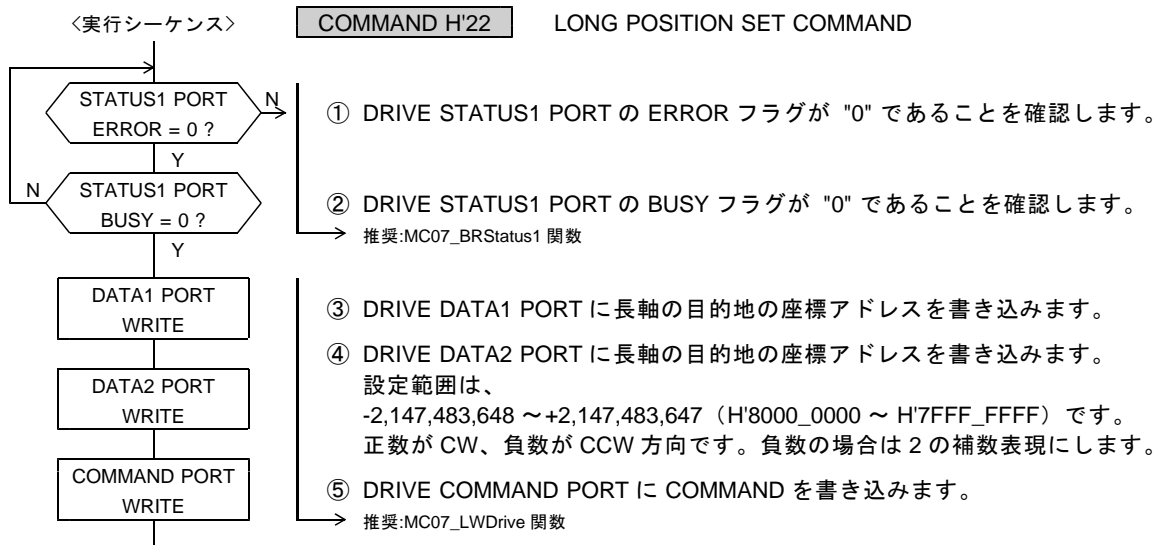 〈実行シーケンス〉
COMMAND H'22 LONG POSITION SET COMMAND
STATUS1 PORT
ERROR = 0 ?
N
Y
① DRIVE STATUS1 PORT の ERROR フラグが "0" であることを確認します。
N
STATUS1 PORT
BUSY = 0 ?
Y
② DRIVE STATUS1 PORT の BUSY フラグが "0" であることを確認します。
推奨:MC07_BRStatus1 関数
DATA1 PORT
WRITE
③ DRIVE DATA1 PORT に長軸の目的地の座標アドレスを書き込みます。
DATA2 PORT
WRITE
④ DRIVE DATA2 PORT に長軸の目的地の座標アドレスを書き込みます。
設定範囲は、
-2,147,483,648 ～+2,147,483,647（H'8000_0000 ～ H'7FFF_FFFF）です。
正数が CW、負数が CCW 方向です。負数の場合は 2 の補数表現にします。
COMMAND PORT
WRITE
⑤ DRIVE COMMAND PORT に COMMAND を書き込みます。
推奨:MC07_LWDrive 関数